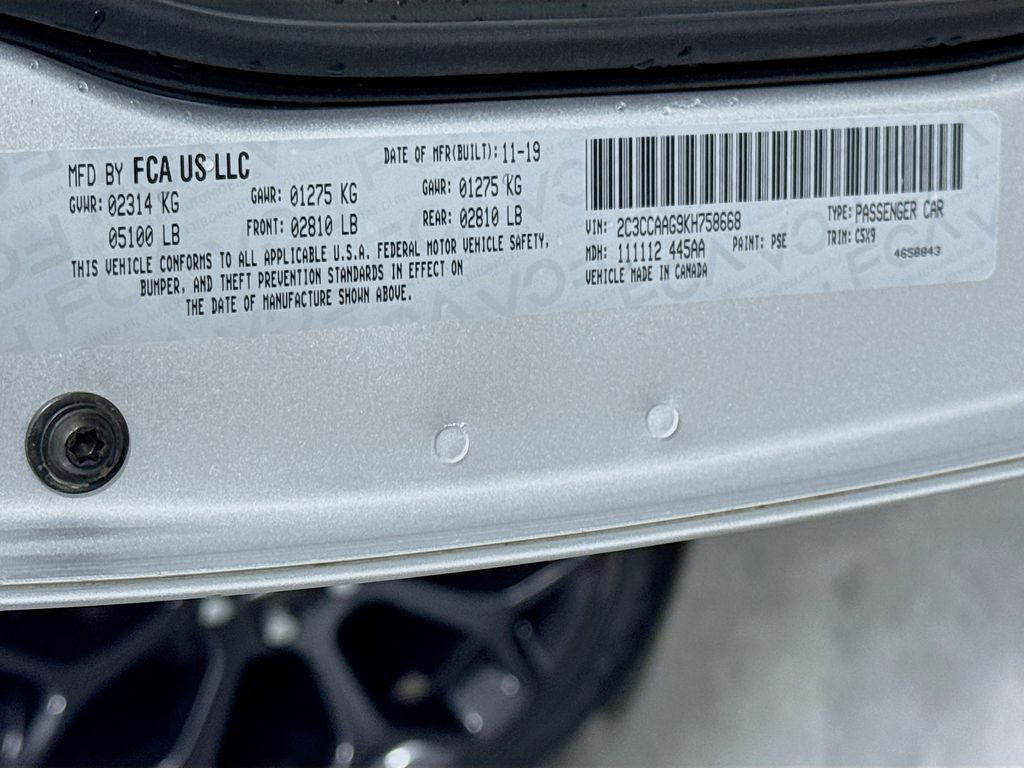 MFD BY FCA US LLC
DATE OF MFR(BUILT): 11-19
GVWR: 02314 KG
GAWR: 01275 KG
GAWR: 01275 KG
05100 LB
FRONT: 02810 LB
REAR: 02810 LB
THIS VEHICLE CONFORMS TO ALL APPLICABLE U.S.A. FEDERAL MOTOR VEHICLE SAFETY,
BUMPER, AND THEFT PREVENTION STANDARDS IN EFFECT ON
THE DATE OF MANUFACTURE SHOWN ABOVE.
VIN: 2C3CCAAG9KH758668
TYPE: PASSENGER CAR
MDH: 111112 445AA
PAINT: PSE
TRIM: C5X9
VEHICLE MADE IN CANADA
4658843